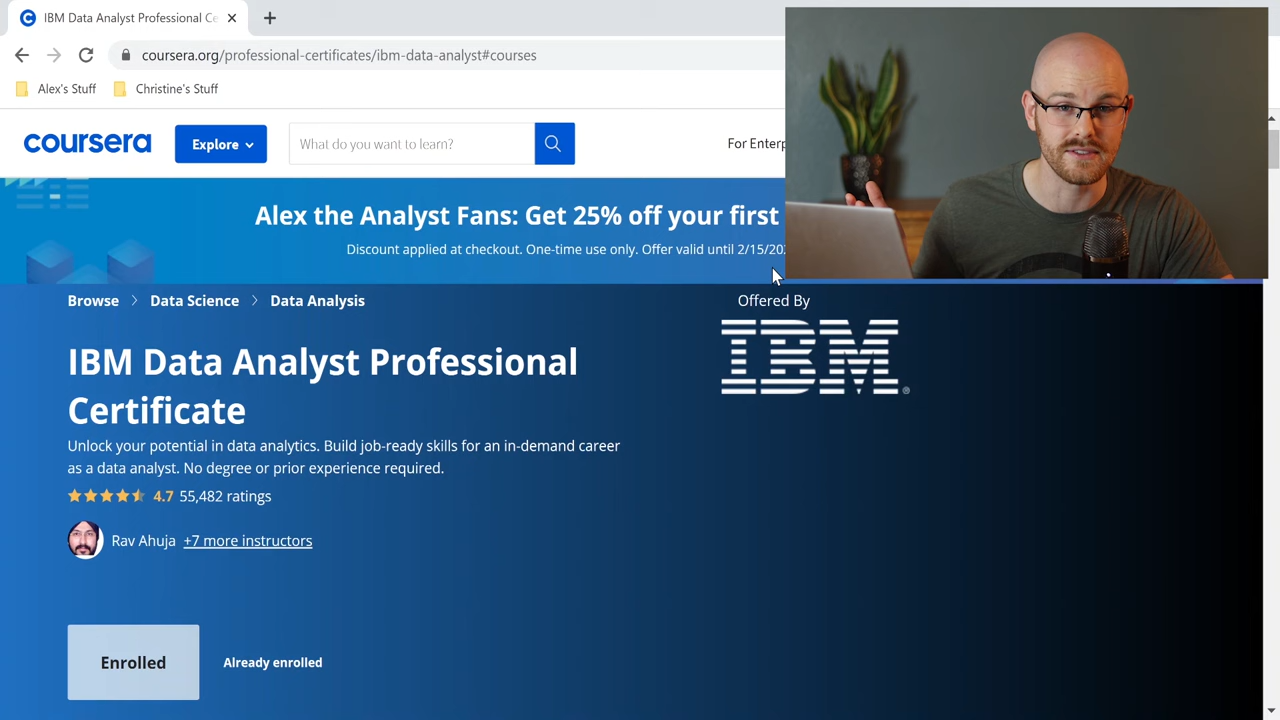 IBM Data Analyst Professional Ce
coursera.org/professional-certificates/ibm-data-analyst#courses
Alex's Stuff
Christine's Stuff
coursera
Explore
What do you want to learn?
For Enterp
Alex the Analyst Fans: Get 25% off your first
Discount applied at checkout. One-time use only. Offer valid until 2/15/202
Browse > Data Science > Data Analysis
Offered By
IBM®
IBM Data Analyst Professional
Certificate
Unlock your potential in data analytics. Build job-ready skills for an in-demand career
as a data analyst. No degree or prior experience required.
4.7 55,482 ratings
Rav Ahuja +7 more instructors
Enrolled
Already enrolled